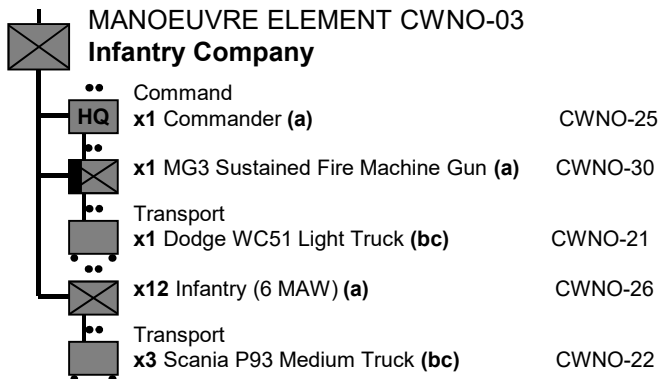 MANOEUVRE ELEMENT CWNO-03
Infantry Company
Command
HQ x1 Commander (a) CWNO-25
x1 MG3 Sustained Fire Machine Gun (a) CWNO-30
Transport
x1 Dodge WC51 Light Truck (bc) CWNO-21
x12 Infantry (6 MAW) (a) CWNO-26
Transport
x3 Scania P93 Medium Truck (bc) CWNO-22